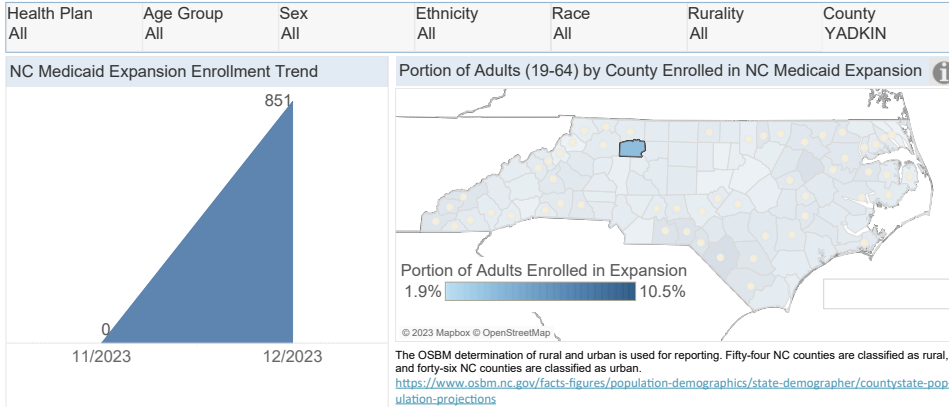 Health Plan Age Group Sex Ethnicity Race Rurality County
All All All All All All YADKIN
NC Medicaid Expansion Enrollment Trend
851
0
11/2023 12/2023
Portion of Adults (19-64) by County Enrolled in NC Medicaid Expansion i
Portion of Adults Enrolled in Expansion
1.9% 10.5%
© 2023 Mapbox © OpenStreetMap
The OSBM determination of rural and urban is used for reporting. Fifty-four NC counties are classified as rural,
and forty-six NC counties are classified as urban.
https://www.osbm.nc.gov/facts-figures/population-demographics/state-demographer/countystate-pop
ulation-projections